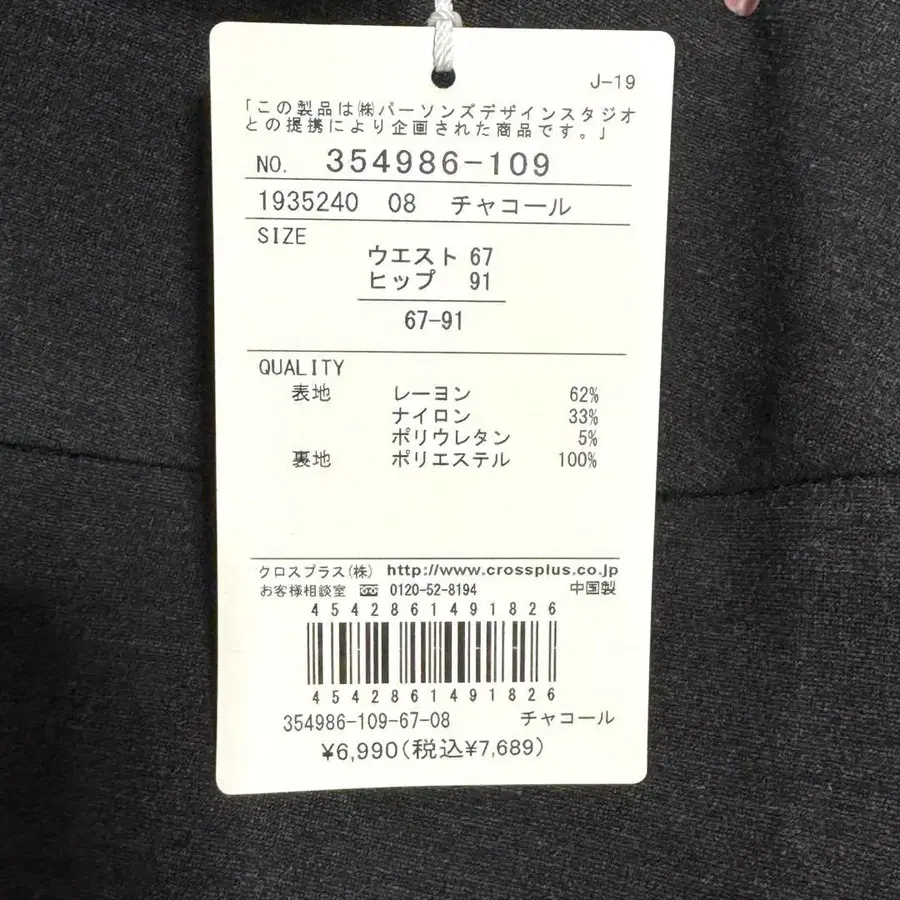 J-19
「この製品は㈱パーソンズデザインスタジオ
との提携により企画された商品です。」
NO. 354986-109
1935240 08 チャコール
SIZE
ウエスト 67
ヒップ 91
67-91
QUALITY
表地 レーヨン 62%
ナイロン 33%
ポリウレタン 5%
裏地 ポリエステル 100%
クロスプラス(株) http://www.crossplus.co.jp
お客様相談室 0120-52-8194 中国製
4542861491826
4542861491826
354986-109-67-08 チャコール
¥6,990(税込¥7,689)